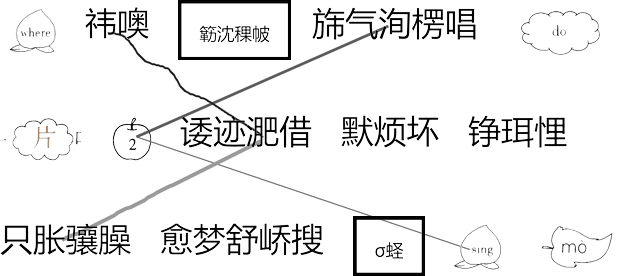 where 祎噢 簕沈稞帔 旆气洵楞唱 do
片 2 诿迹淝借 默烦坏 铮珥悝
只胀骧臊 愈梦舒峤搜 σ蛏 sing mo